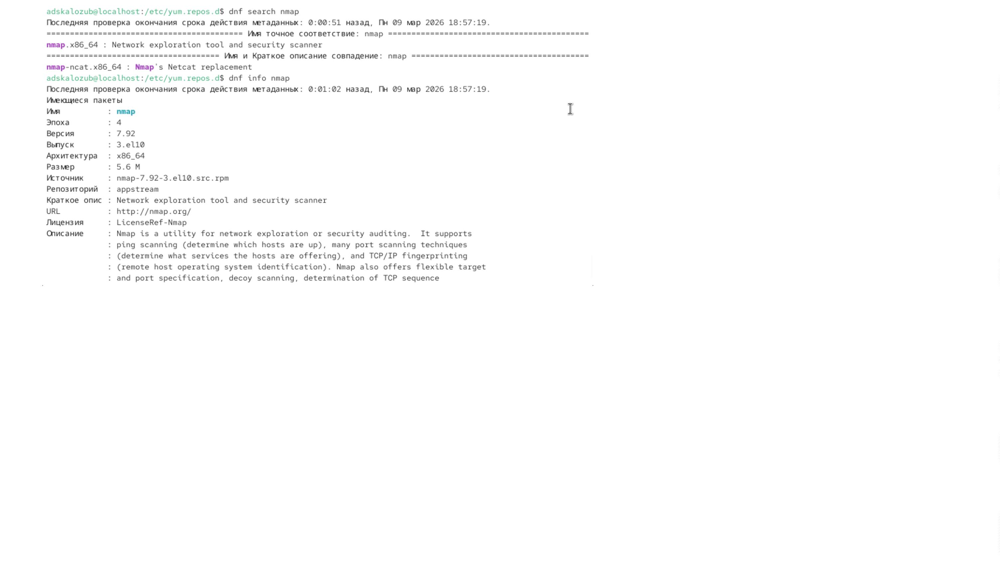 adskalozub@localhost:/etc/yum.repos.d$ dnf search nmap
Последняя проверка окончания срока действия метаданных: 0:00:51 назад, Пн 09 мар 2026 18:57:19.
========================================== Имя точное соответствие: nmap ===========================================
nmap.x86_64 : Network exploration tool and security scanner
===================================== Имя и Краткое описание совпадение: nmap ======================================
nmap-ncat.x86_64 : Nmap's Netcat replacement
adskalozub@localhost:/etc/yum.repos.d$ dnf info nmap
Последняя проверка окончания срока действия метаданных: 0:01:02 назад, Пн 09 мар 2026 18:57:19.
Имеющиеся пакеты
Имя          : nmap
Эпоха        : 4
Версия       : 7.92
Выпуск       : 3.el10
Архитектура  : x86_64
Размер       : 5.6 M
Источник     : nmap-7.92-3.el10.src.rpm
Репозиторий  : appstream
Краткое опис : Network exploration tool and security scanner
URL          : http://nmap.org/
Лицензия     : LicenseRef-Nmap
Описание     : Nmap is a utility for network exploration or security auditing.  It supports
             : ping scanning (determine which hosts are up), many port scanning techniques
             : (determine what services the hosts are offering), and TCP/IP fingerprinting
             : (remote host operating system identification). Nmap also offers flexible target
             : and port specification, decoy scanning, determination of TCP sequence